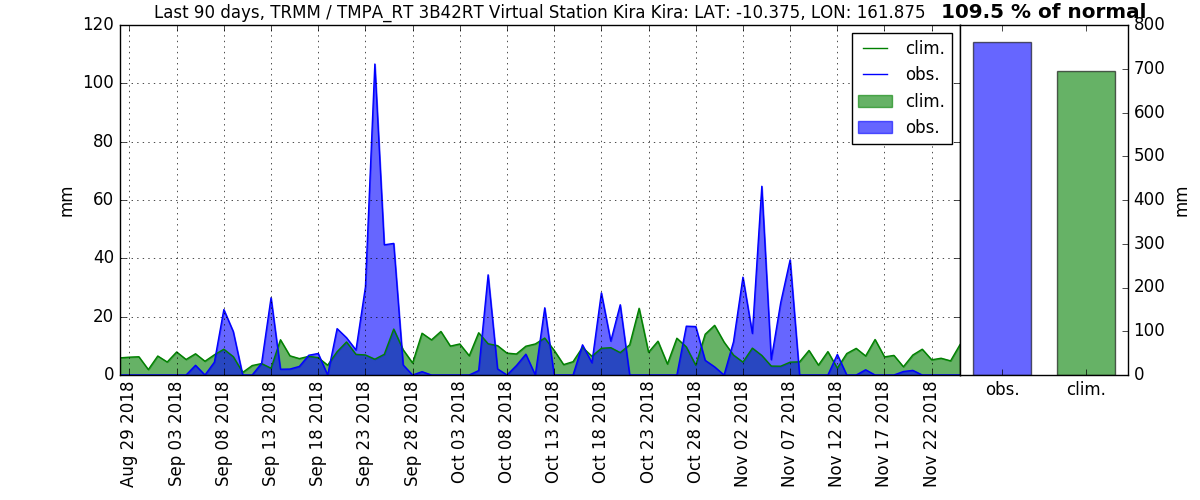 Last 90 days, TRMM / TMPA_RT 3B42RT Virtual Station Kira Kira: LAT: -10.375, LON: 161.875
109.5 % of normal
120
100
80
60
40
20
0
mm
clim.
obs.
clim.
obs.
800
700
600
500
400
300
200
100
0
mm
obs.
clim.
Aug 29 2018
Sep 03 2018
Sep 08 2018
Sep 13 2018
Sep 18 2018
Sep 23 2018
Sep 28 2018
Oct 03 2018
Oct 08 2018
Oct 13 2018
Oct 18 2018
Oct 23 2018
Oct 28 2018
Nov 02 2018
Nov 07 2018
Nov 12 2018
Nov 17 2018
Nov 22 2018